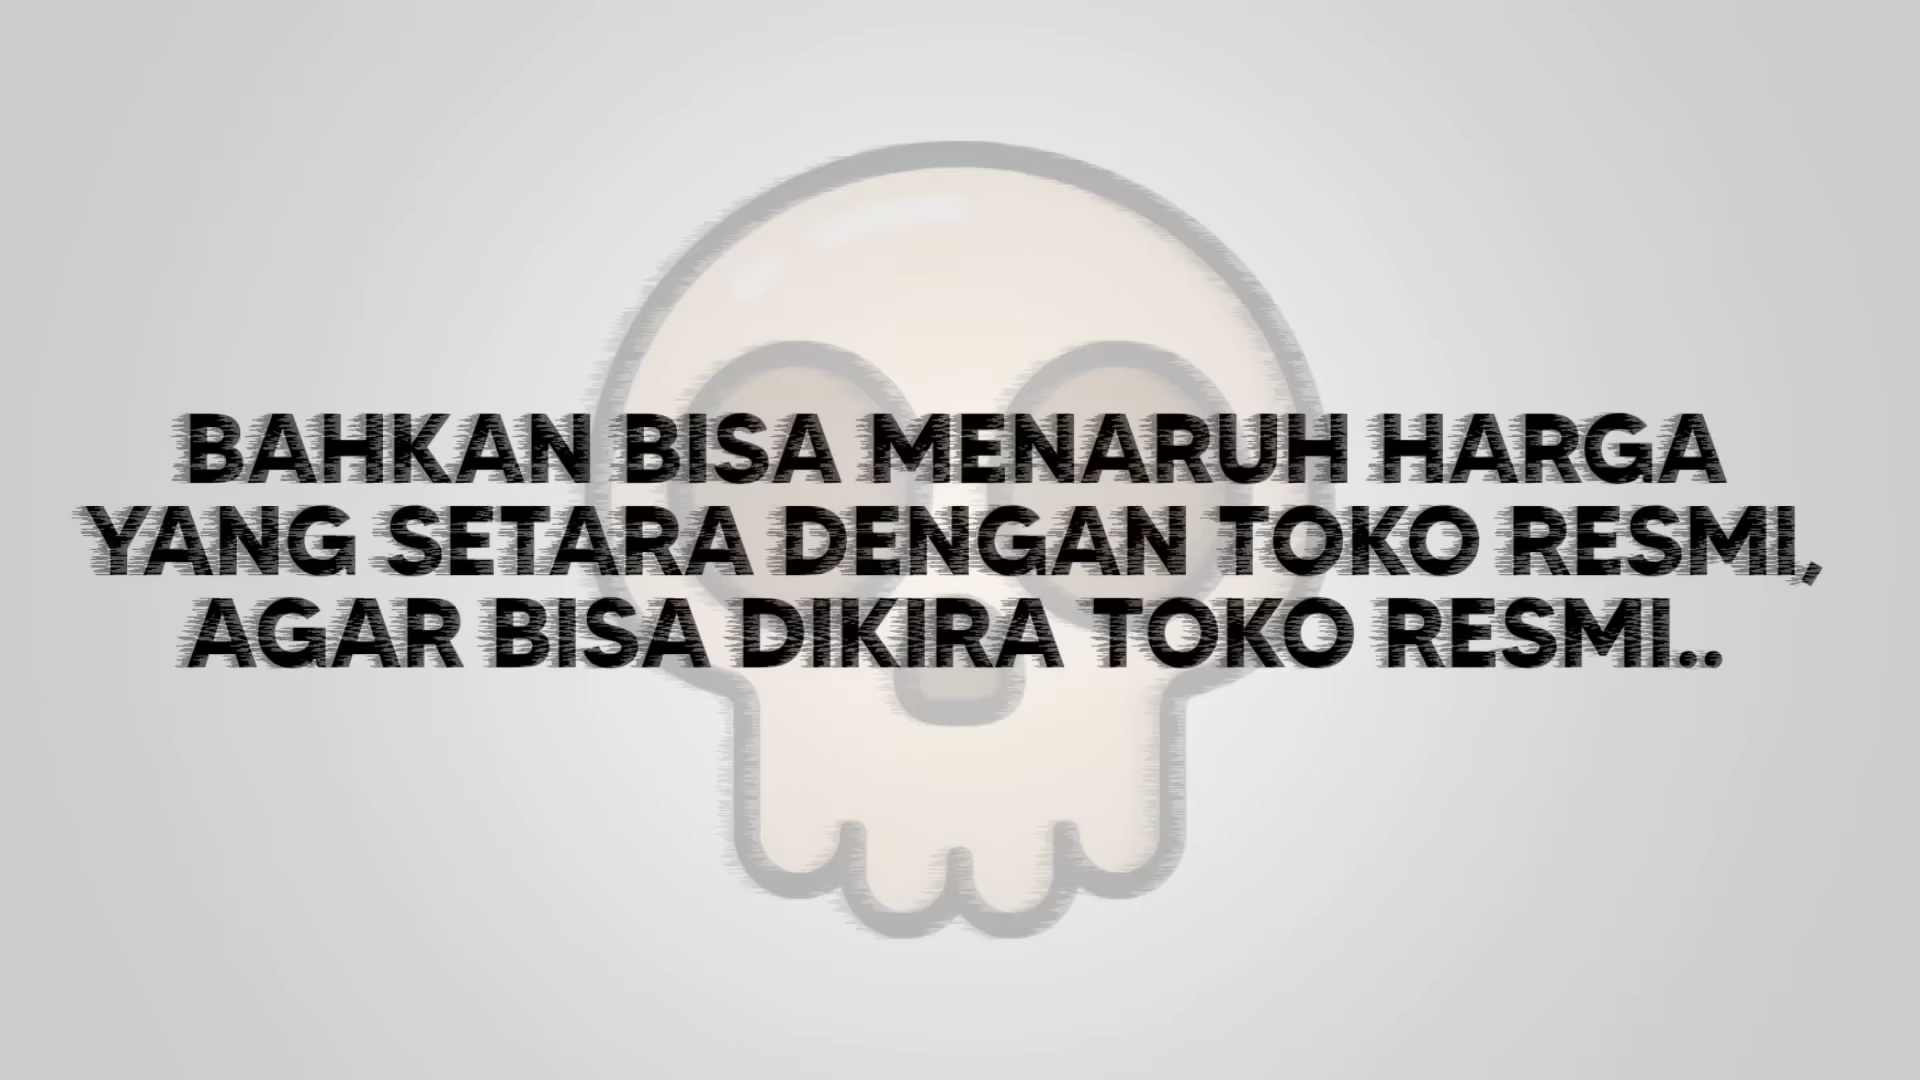 BAHKAN BISA MENARUH HARGA
YANG SETARA DENGAN TOKO RESMI,
AGAR BISA DIKIRA TOKO RESMI..